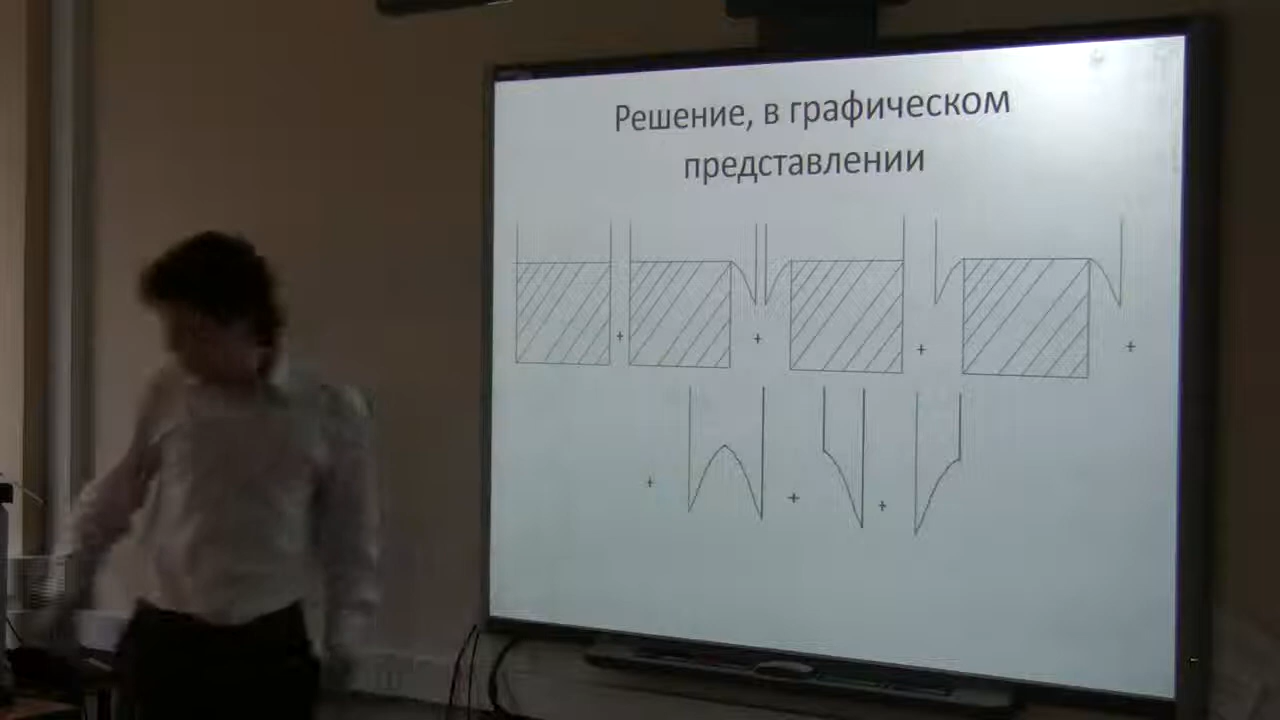 Решение, в графическом
представлении
+ + + +
+ + +